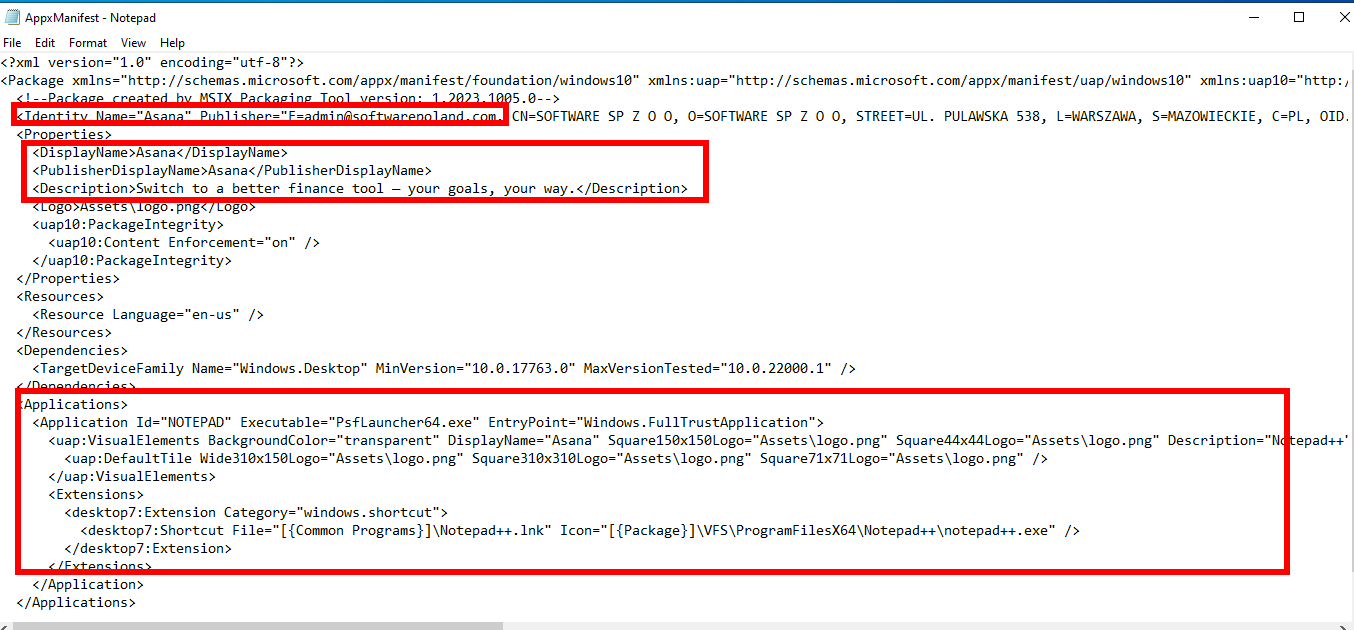 AppxManifest - Notepad
File Edit Format View Help
<?xml version="1.0" encoding="utf-8"?>
<Package xmlns="http://schemas.microsoft.com/appx/manifest/foundation/windows10" xmlns:uap="http://schemas.microsoft.com/appx/manifest/uap/windows10" xmlns:uap10="http:/
<!--Package created by MSIX Packaging Tool version: 1.2023.1005.0-->
<Identity Name="Asana" Publisher="E=admin@softwarepoland.com, CN=SOFTWARE SP Z O O, O=SOFTWARE SP Z O O, STREET=UL. PULAWSKA 538, L=WARSZAWA, S=MAZOWIECKIE, C=PL, OID.
<Properties>
<DisplayName>Asana</DisplayName>
<PublisherDisplayName>Asana</PublisherDisplayName>
<Description>Switch to a better finance tool — your goals, your way.</Description>
<Logo>Assets\logo.png</Logo>
<uap10:PackageIntegrity>
<uap10:Content Enforcement="on" />
</uap10:PackageIntegrity>
</Properties>
<Resources>
<Resource Language="en-us" />
</Resources>
<Dependencies>
<TargetDeviceFamily Name="Windows.Desktop" MinVersion="10.0.17763.0" MaxVersionTested="10.0.22000.1" />
</Dependencies>
<Applications>
<Application Id="NOTEPAD" Executable="PsfLauncher64.exe" EntryPoint="Windows.FullTrustApplication">
<uap:VisualElements BackgroundColor="transparent" DisplayName="Asana" Square150x150Logo="Assets\logo.png" Square44x44Logo="Assets\logo.png" Description="Notepad++"
<uap:DefaultTile Wide310x150Logo="Assets\logo.png" Square310x310Logo="Assets\logo.png" Square71x71Logo="Assets\logo.png" />
</uap:VisualElements>
<Extensions>
<desktop7:Extension Category="windows.shortcut">
<desktop7:Shortcut File="[{Common Programs}]\Notepad++.lnk" Icon="[{Package}]\VFS\ProgramFilesX64\Notepad++\notepad++.exe" />
</desktop7:Extension>
</Extensions>
</Application>
</Applications>